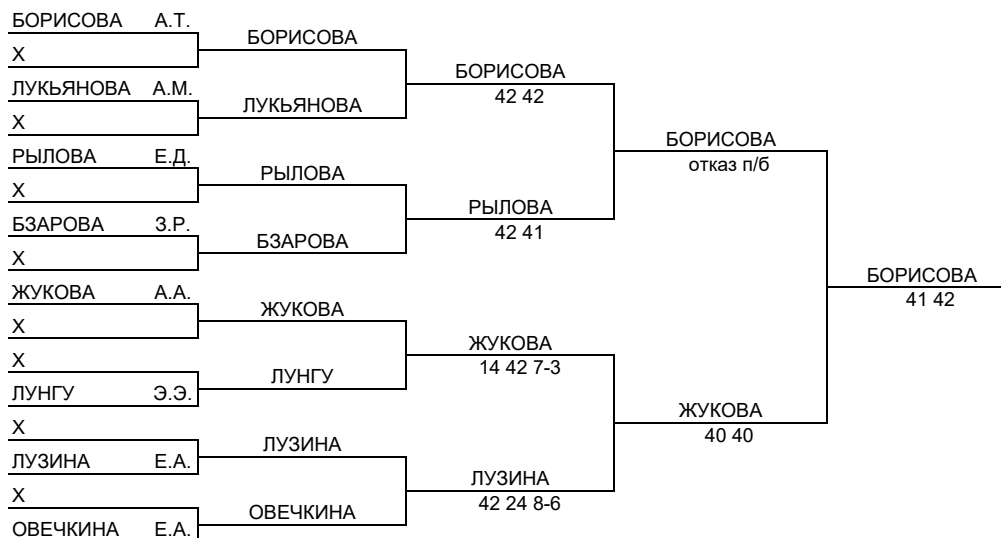 БОРИСОВА А.Т.
Х
ЛУКЬЯНОВА А.М.
Х
РЫЛОВА Е.Д.
Х
БЗАРОВА З.Р.
Х
ЖУКОВА А.А.
Х
Х
ЛУНГУ Э.Э.
Х
ЛУЗИНА Е.А.
Х
ОВЕЧКИНА Е.А.
БОРИСОВА
ЛУКЬЯНОВА
РЫЛОВА
БЗАРОВА
ЖУКОВА
ЛУНГУ
ЛУЗИНА
ОВЕЧКИНА
БОРИСОВА
42 42
РЫЛОВА
42 41
ЖУКОВА
14 42 7-3
ЛУЗИНА
42 24 8-6
БОРИСОВА
отказ п/б
ЖУКОВА
40 40
БОРИСОВА
41 42